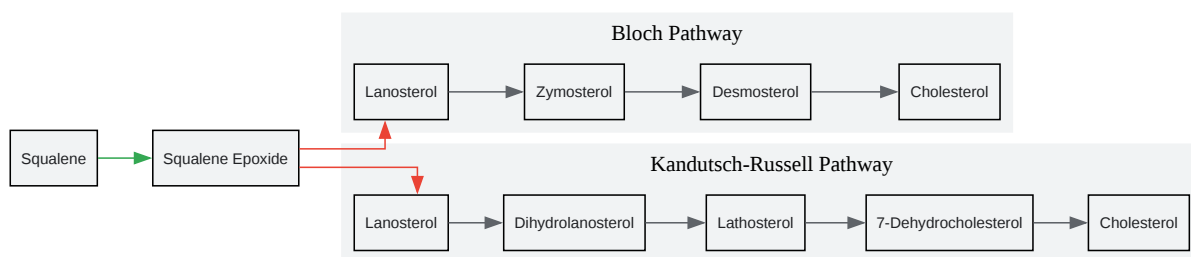 Bloch Pathway
Lanosterol
Zymosterol
Desmosterol
Cholesterol
Squalene
Squalene Epoxide
Kandutsch-Russell Pathway
Lanosterol
Dihydrolanosterol
Lathosterol
7-Dehydrocholesterol
Cholesterol